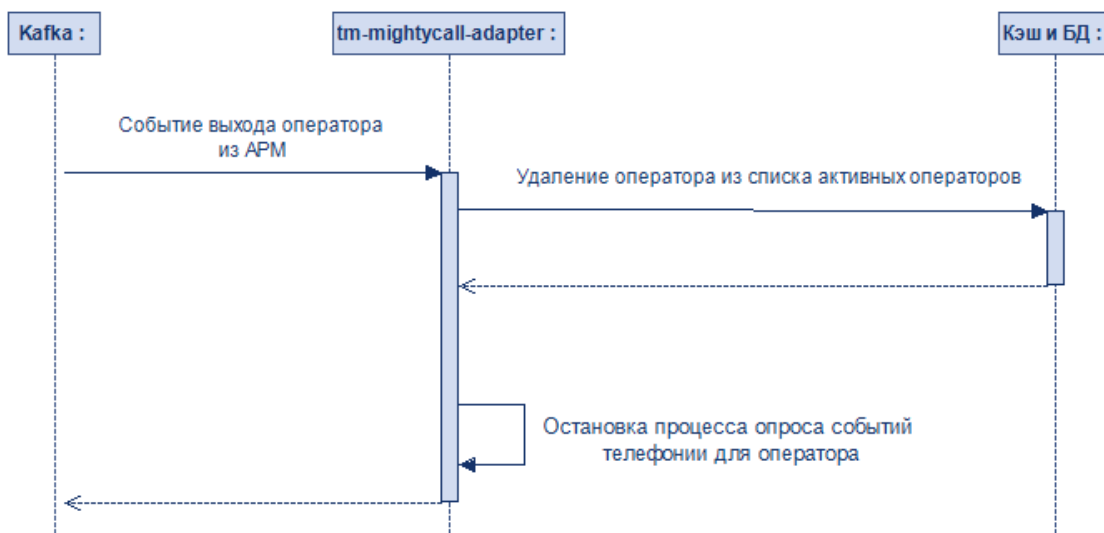 Kafka :
tm-mightycall-adapter :
Кэш и БД :
Событие выхода оператора
из АРМ
Удаление оператора из списка активных операторов
Остановка процесса опроса событий
телефонии для оператора